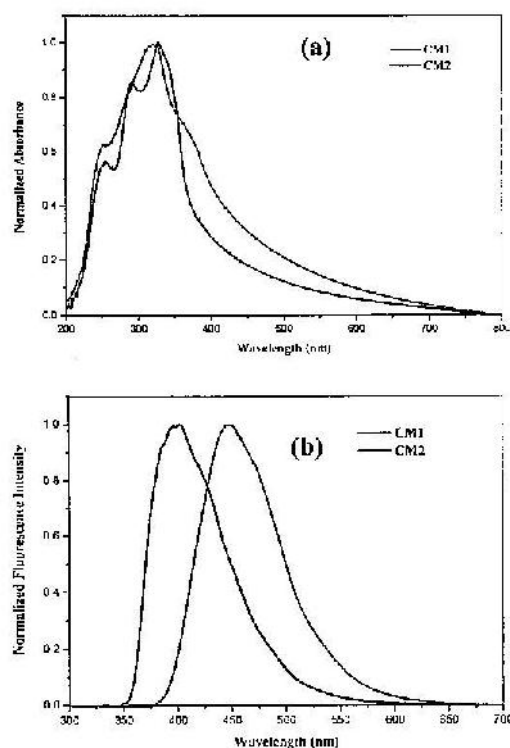 (a)
CM1
CM2
Normalized Absorbance
1.0
0.8
0.6
0.4
0.2
0.0
200 300 400 500 600 700 80
Wavelength (nm)
(b)
CM1
CM2
Normalized Fluorescence Intensity
1.0
0.8
0.6
0.4
0.2
0.0
300 350 400 450 500 550 600 650 700
Wavelength (nm)